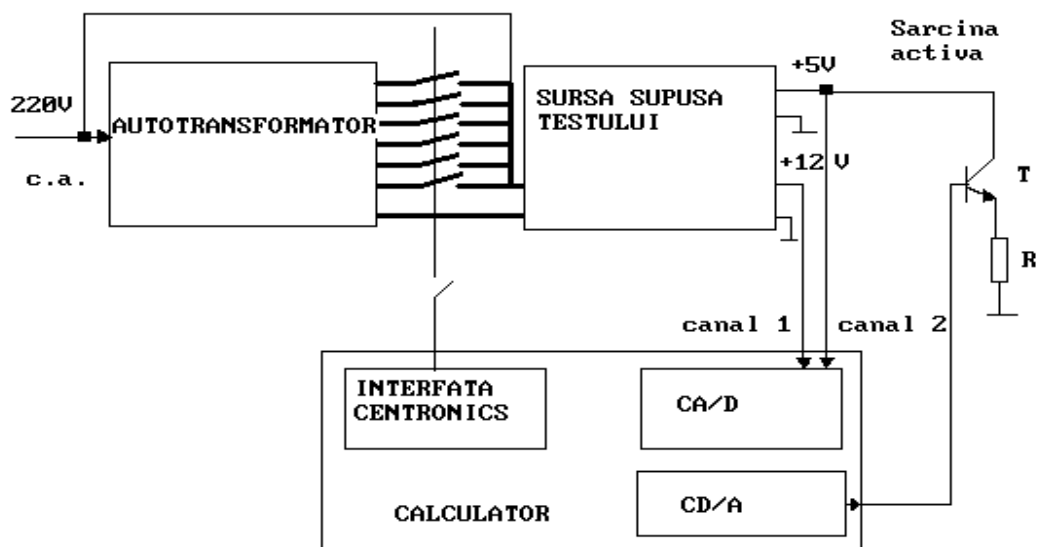 Sarcina
activa
+5V
220V
AUTOTRANSFORMATOR
SURSA SUPUSA
TESTULUI
+12 V
c.a.
T
R
canal 1
canal 2
INTERFATA
CENTRONICS
CA/D
CD/A
CALCULATOR